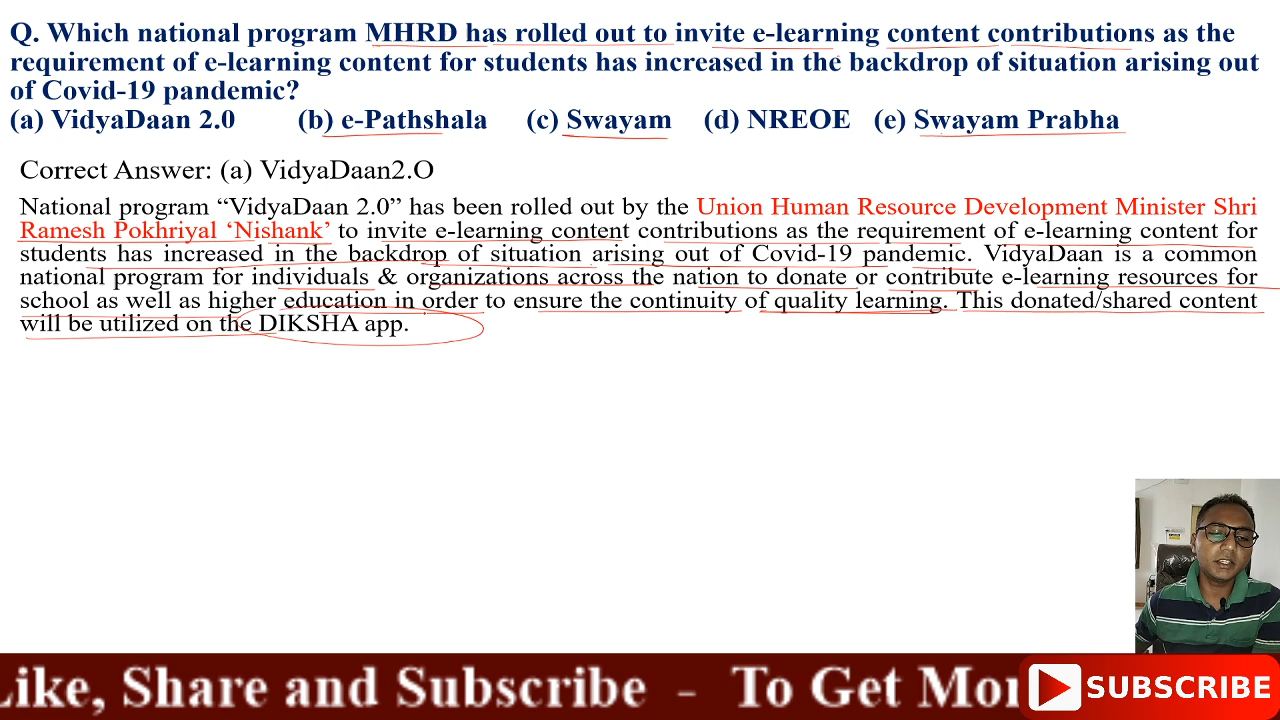 Q. Which national program MHRD has rolled out to invite e-learning content contributions as the
requirement of e-learning content for students has increased in the backdrop of situation arising out
of Covid-19 pandemic?
(a) VidyaDaan 2.0 (b) e-Pathshala (c) Swayam (d) NREOE (e) Swayam Prabha
Correct Answer: (a) VidyaDaan2.O
National program “VidyaDaan 2.0” has been rolled out by the Union Human Resource Development Minister Shri
Ramesh Pokhriyal ‘Nishank’ to invite e-learning content contributions as the requirement of e-learning content for
students has increased in the backdrop of situation arising out of Covid-19 pandemic. VidyaDaan is a common
national program for individuals & organizations across the nation to donate or contribute e-learning resources for
school as well as higher education in order to ensure the continuity of quality learning. This donated/shared content
will be utilized on the DIKSHA app.
Like, Share and Subscribe - To Get Mor
SUBSCRIBE